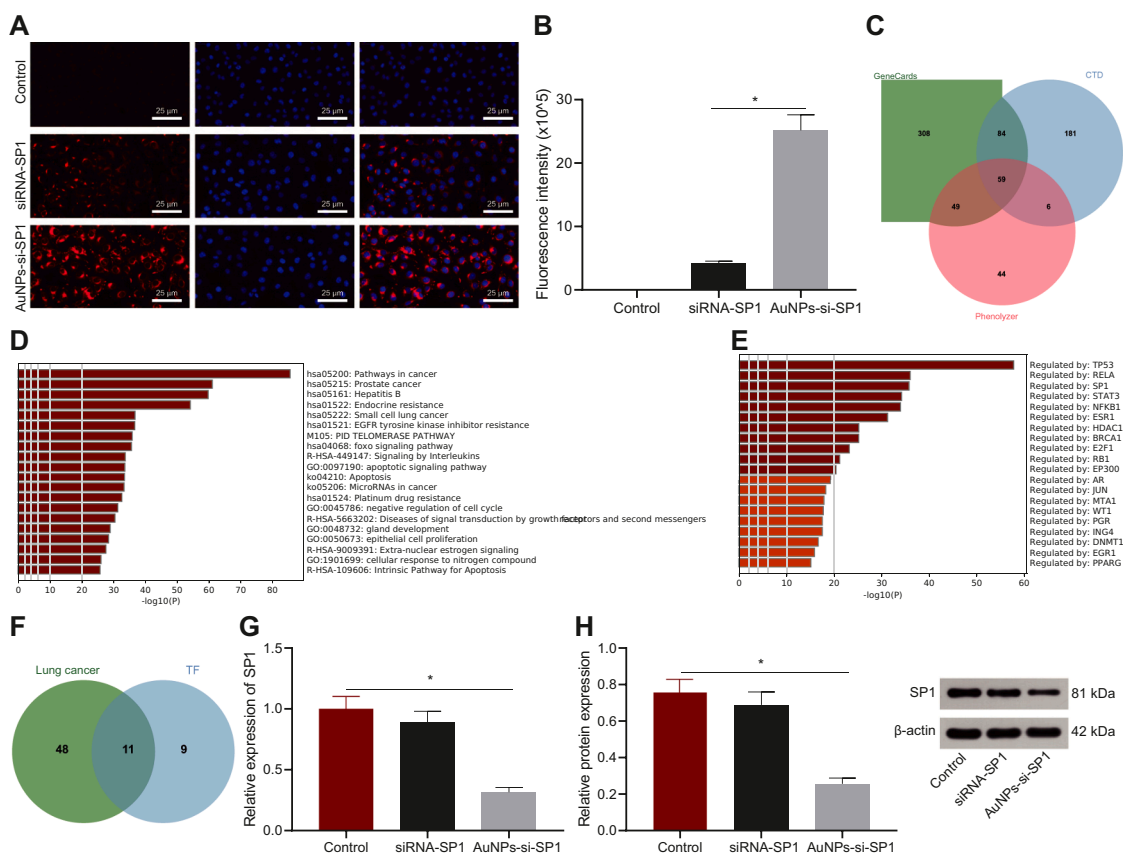 A
Control
25 µm
25 µm
25 µm
siRNA-SP1
25 µm
25 µm
25 µm
AuNPs-si-SP1
25 µm
25 µm
25 µm
B
Fluorescence intensity (x10^5)
30
20
10
0
*
Control
siRNA-SP1
AuNPs-si-SP1
C
GeneCards
CTD
308
84
181
59
49
6
44
Phenolyzer
D
hsa05200: Pathways in cancer
hsa05215: Prostate cancer
hsa05161: Hepatitis B
hsa01522: Endocrine resistance
hsa05222: Small cell lung cancer
hsa01521: EGFR tyrosine kinase inhibitor resistance
M105: PID TELOMERASE PATHWAY
hsa04068: foxo signaling pathway
R-HSA-449147: Signaling by Interleukins
GO:0097190: apoptotic signaling pathway
ko04210: Apoptosis
ko05206: MicroRNAs in cancer
hsa01524: Platinum drug resistance
GO:0045786: negative regulation of cell cycle
R-HSA-5663202: Diseases of signal transduction by growth factor receptors and second messengers
GO:0048732: gland development
GO:0050673: epithelial cell proliferation
R-HSA-9009391: Extra-nuclear estrogen signaling
GO:1901699: cellular response to nitrogen compound
R-HSA-109606: Intrinsic Pathway for Apoptosis
0 10 20 30 40 50 60 70 80
-log10(P)
E
Regulated by: TP53
Regulated by: RELA
Regulated by: SP1
Regulated by: STAT3
Regulated by: NFKB1
Regulated by: ESR1
Regulated by: HDAC1
Regulated by: BRCA1
Regulated by: E2F1
Regulated by: RB1
Regulated by: EP300
Regulated by: AR
Regulated by: JUN
Regulated by: MTA1
Regulated by: WT1
Regulated by: PGR
Regulated by: ING4
Regulated by: DNMT1
Regulated by: EGR1
Regulated by: PPARG
0 10 20 30 40 50 60
-log10(P)
F
Lung cancer
TF
48
11
9
G
Relative expression of SP1
1.5
1.0
0.5
0.0
*
Control
siRNA-SP1
AuNPs-si-SP1
H
Relative protein expression
1.0
0.8
0.6
0.4
0.2
0.0
*
Control
siRNA-SP1
AuNPs-si-SP1
SP1
81 kDa
β-actin
42 kDa
Control
siRNA-SP1
AuNPs-si-SP1